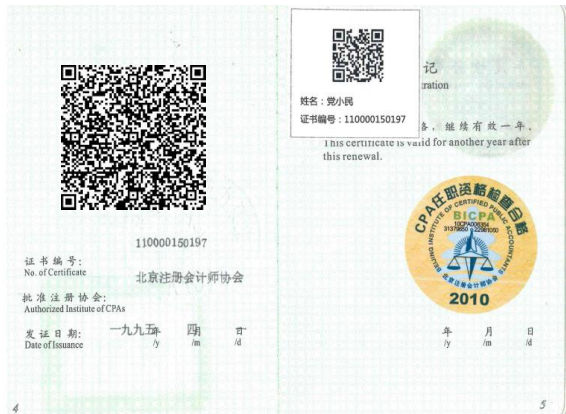 110000150197
证书编号:
No. of Certificate
北京注册会计师协会
批准注册协会:
Authorized Institute of CPAs
一九九五年 四月 日
发证日期:
Date of Issuance /y /m /d
4
姓名：党小民
证书编号：110000150197
记
tration
格，继续有效一年。
This certificate is valid for another year after
this renewal.
CPA任职资格检查合格
BEIJING INSTITUTE OF CERTIFIED PUBLIC ACCOUNTANTS
BICPA
10CPA006354
北京注册会计师协会
2010
年 月 日
/y /m /d
5